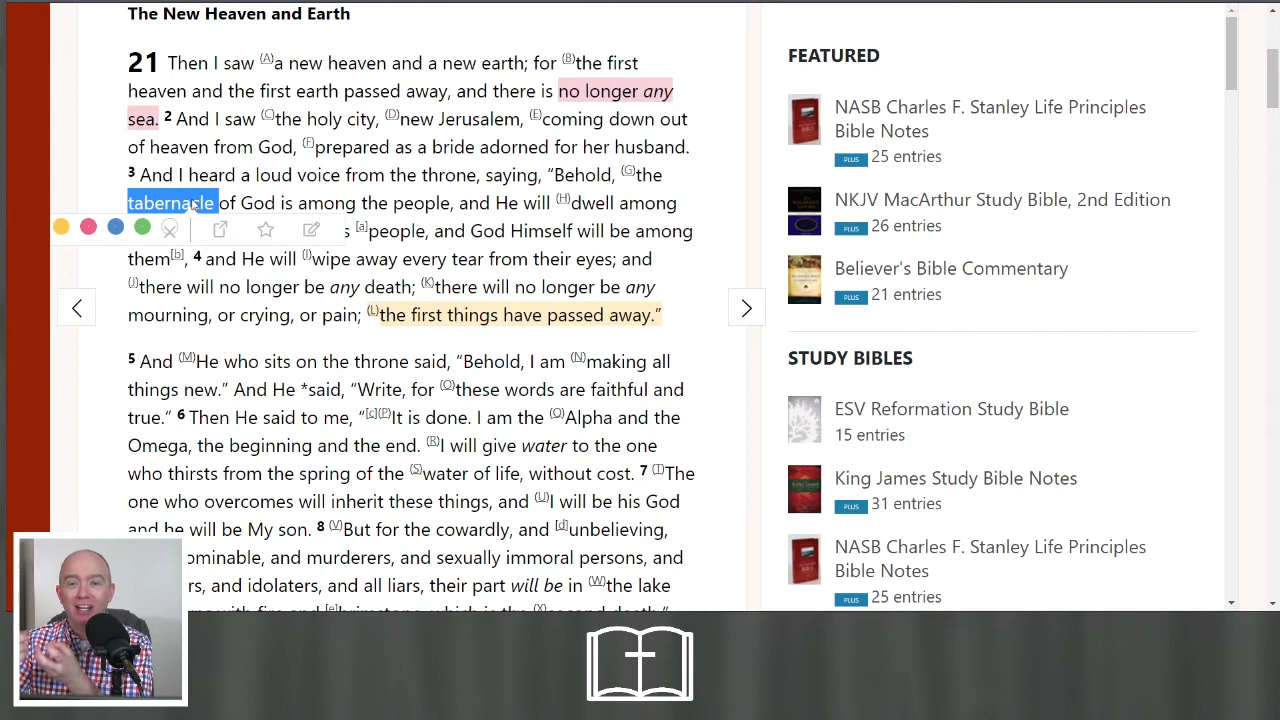 The New Heaven and Earth
21 Then I saw (A)a new heaven and a new earth; for (B)the first
heaven and the first earth passed away, and there is no longer any
sea. 2 And I saw (C)the holy city, (D)new Jerusalem, (E)coming down out
of heaven from God, (F)prepared as a bride adorned for her husband.
3 And I heard a loud voice from the throne, saying, “Behold, (G)the
tabernacle of God is among the people, and He will (H)dwell among
[a]people, and God Himself will be among
them[b], 4 and He will (I)wipe away every tear from their eyes; and
(J)there will no longer be any death; (K)there will no longer be any
mourning, or crying, or pain; (L)the first things have passed away.”
5 And (M)He who sits on the throne said, “Behold, I am (N)making all
things new.” And He *said, “Write, for (O)these words are faithful and
true.” 6 Then He said to me, “[c](P)It is done. I am the (Q)Alpha and the
Omega, the beginning and the end. (R)I will give water to the one
who thirsts from the spring of the (S)water of life, without cost. 7 (T)The
one who overcomes will inherit these things, and (U)I will be his God
and he will be My son. 8 (V)But for the cowardly, and [d]unbelieving,
ominable, and murderers, and sexually immoral persons, and
rs, and idolaters, and all liars, their part will be in (W)the lake
FEATURED
NASB Charles F. Stanley Life Principles
Bible Notes
PLUS 25 entries
NKJV MacArthur Study Bible, 2nd Edition
PLUS 26 entries
Believer's Bible Commentary
PLUS 21 entries
STUDY BIBLES
ESV Reformation Study Bible
15 entries
King James Study Bible Notes
PLUS 31 entries
NASB Charles F. Stanley Life Principles
Bible Notes
PLUS 25 entries